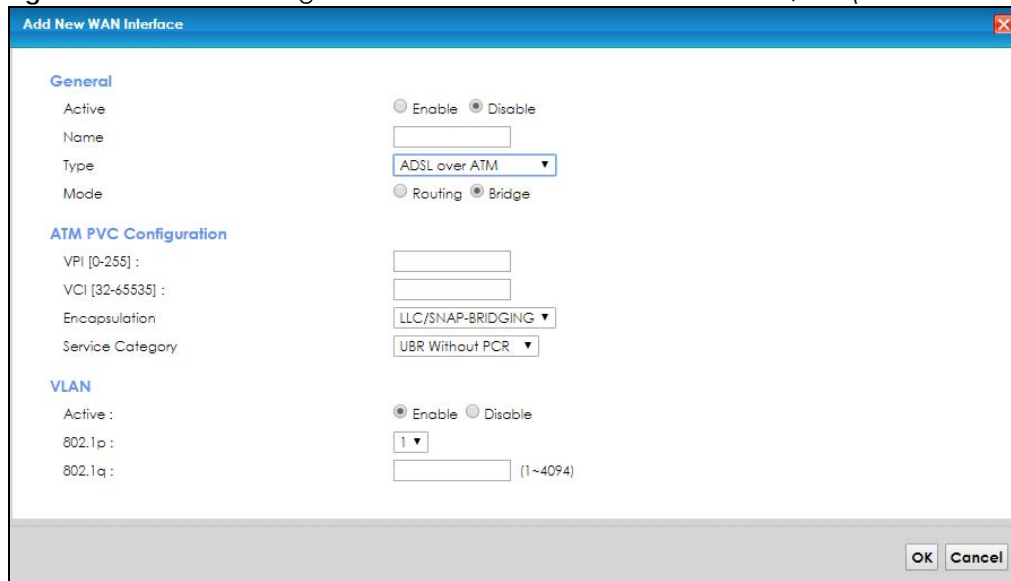 Add New WAN Interface
General
Active Enable Disable
Name
Type ADSL over ATM
Mode Routing Bridge
ATM PVC Configuration
VPI [0-255] :
VCI [32-65535] :
Encapsulation LLC/SNAP-BRIDGING
Service Category UBR Without PCR
VLAN
Active : Enable Disable
802.1p : 1
802.1q : (1~4094)
OK Cancel